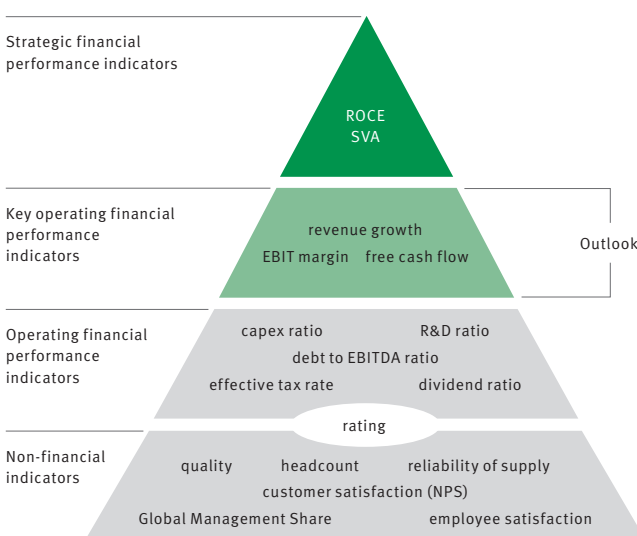 Strategic financial
performance indicators
ROCE
SVA
Key operating financial
performance
indicators
revenue growth
EBIT margin free cash flow
Outlook
Operating financial
performance
indicators
capex ratio R&D ratio
debt to EBITDA ratio
effective tax rate dividend ratio
rating
Non-financial
indicators
quality headcount reliability of supply
customer satisfaction (NPS)
Global Management Share employee satisfaction